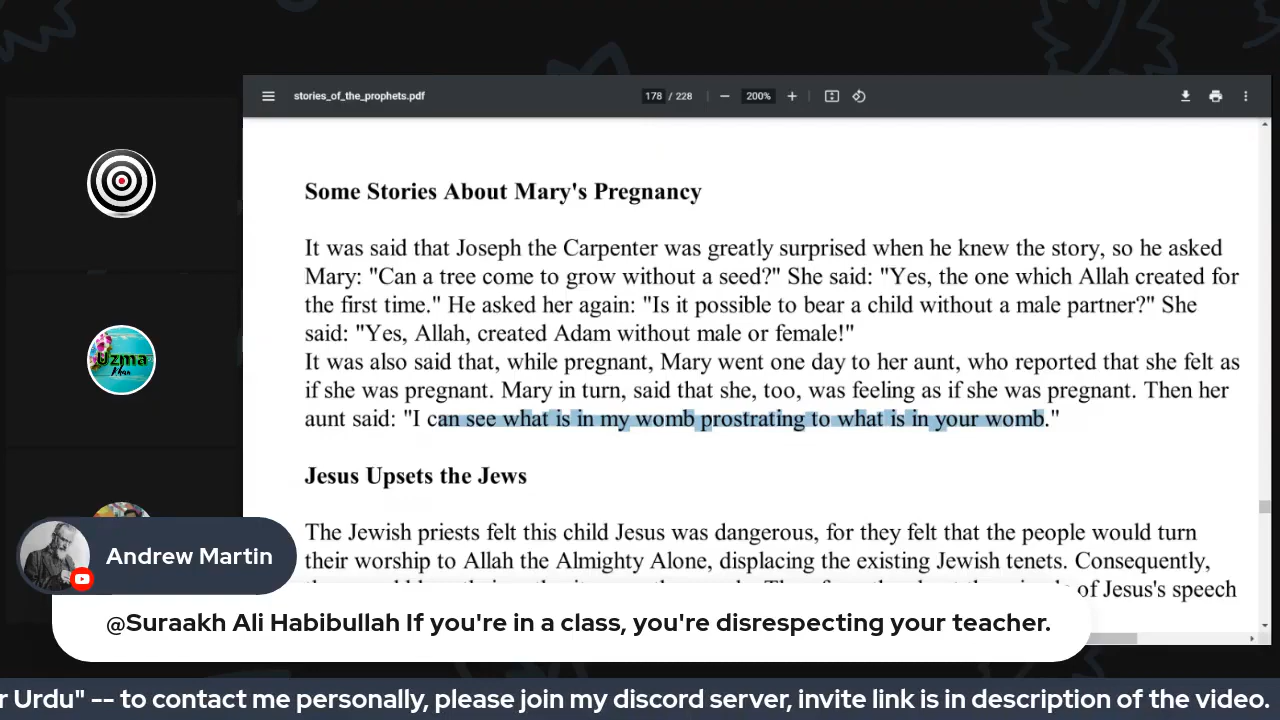 stories_of_the_prophets.pdf
178 / 228
200%
Some Stories About Mary's Pregnancy
It was said that Joseph the Carpenter was greatly surprised when he knew the story, so he asked
Mary: "Can a tree come to grow without a seed?" She said: "Yes, the one which Allah created for
the first time." He asked her again: "Is it possible to bear a child without a male partner?" She
said: "Yes, Allah, created Adam without male or female!"
It was also said that, while pregnant, Mary went one day to her aunt, who reported that she felt as
if she was pregnant. Mary in turn, said that she, too, was feeling as if she was pregnant. Then her
aunt said: "I can see what is in my womb prostrating to what is in your womb."
Jesus Upsets the Jews
The Jewish priests felt this child Jesus was dangerous, for they felt that the people would turn
their worship to Allah the Almighty Alone, displacing the existing Jewish tenets. Consequently,
of Jesus's speech
Uzma
Khan
Andrew Martin
@Suraakh Ali Habibullah If you're in a class, you're disrespecting your teacher.
r Urdu" -- to contact me personally, please join my discord server, invite link is in description of the video.